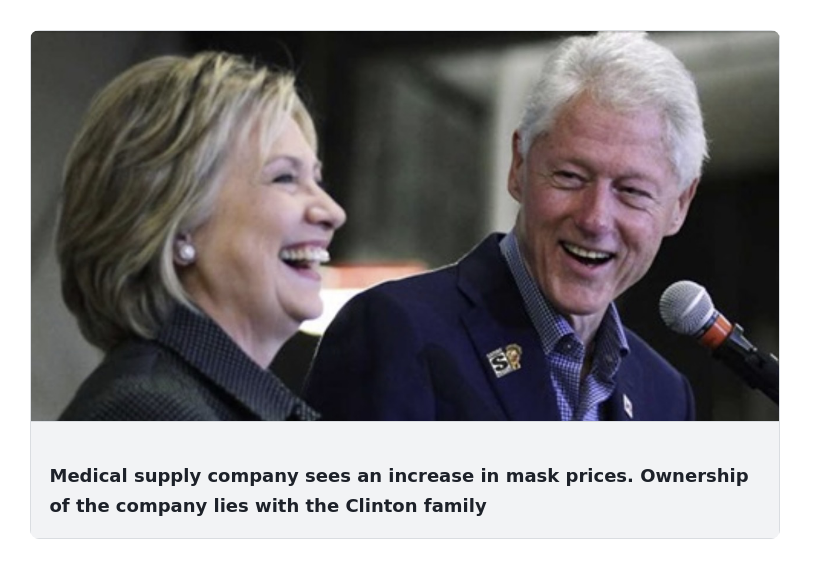 Medical supply company sees an increase in mask prices. Ownership
of the company lies with the Clinton family